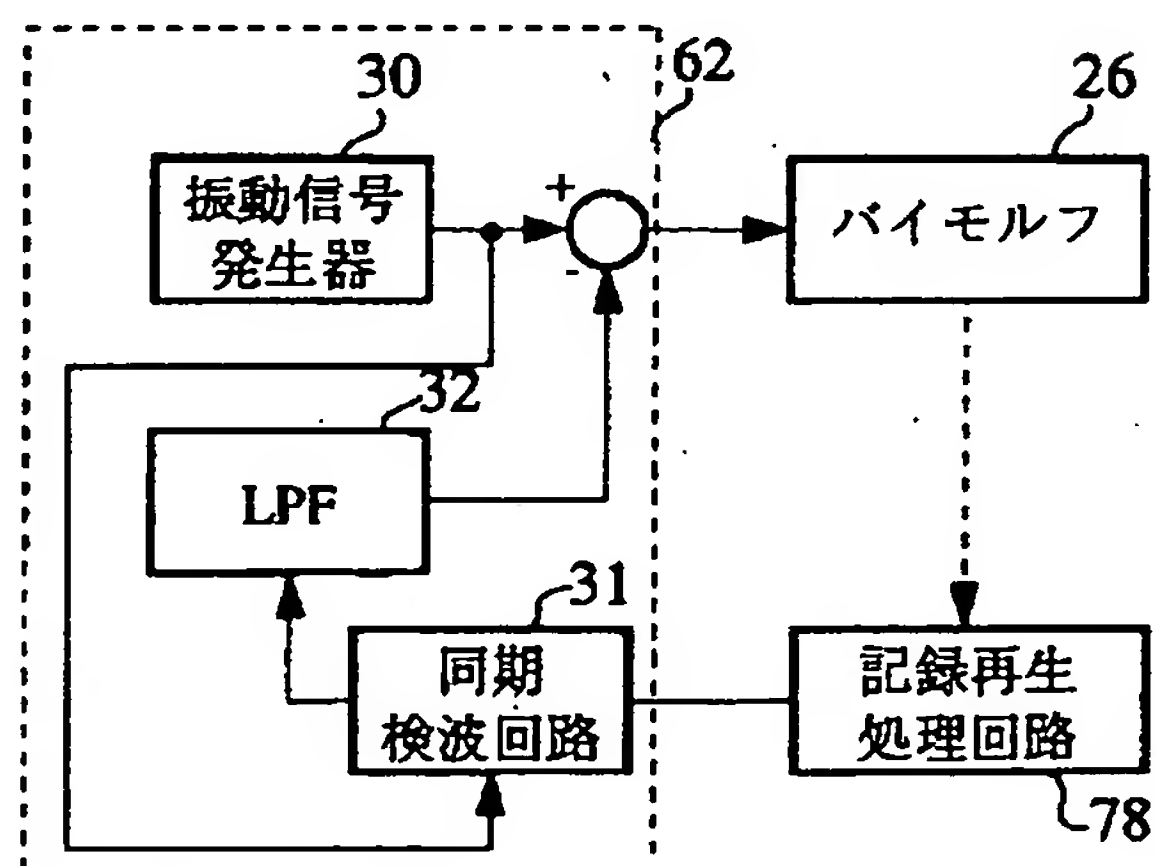 30
62
26
振動信号
発生器
+
-
バイモルフ
32
LPF
31
同期
検波回路
記録再生
処理回路
78